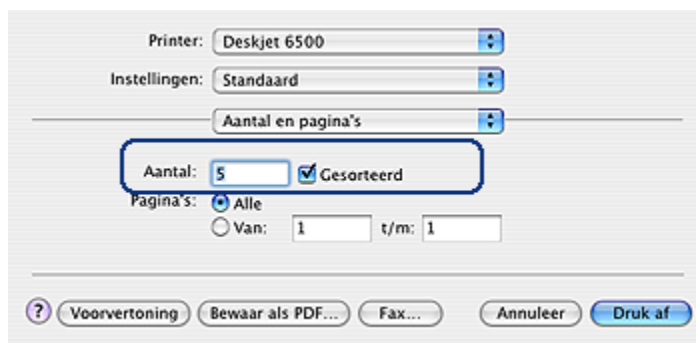 Printer: Deskjet 6500
Instellingen: Standaard
Aantal en pagina's
Aantal: 5 Gesorteerd
Pagina's: Alle
Van: 1 t/m: 1
? Voorvertoning Bewaar als PDF... Fax... Annuleer Druk af